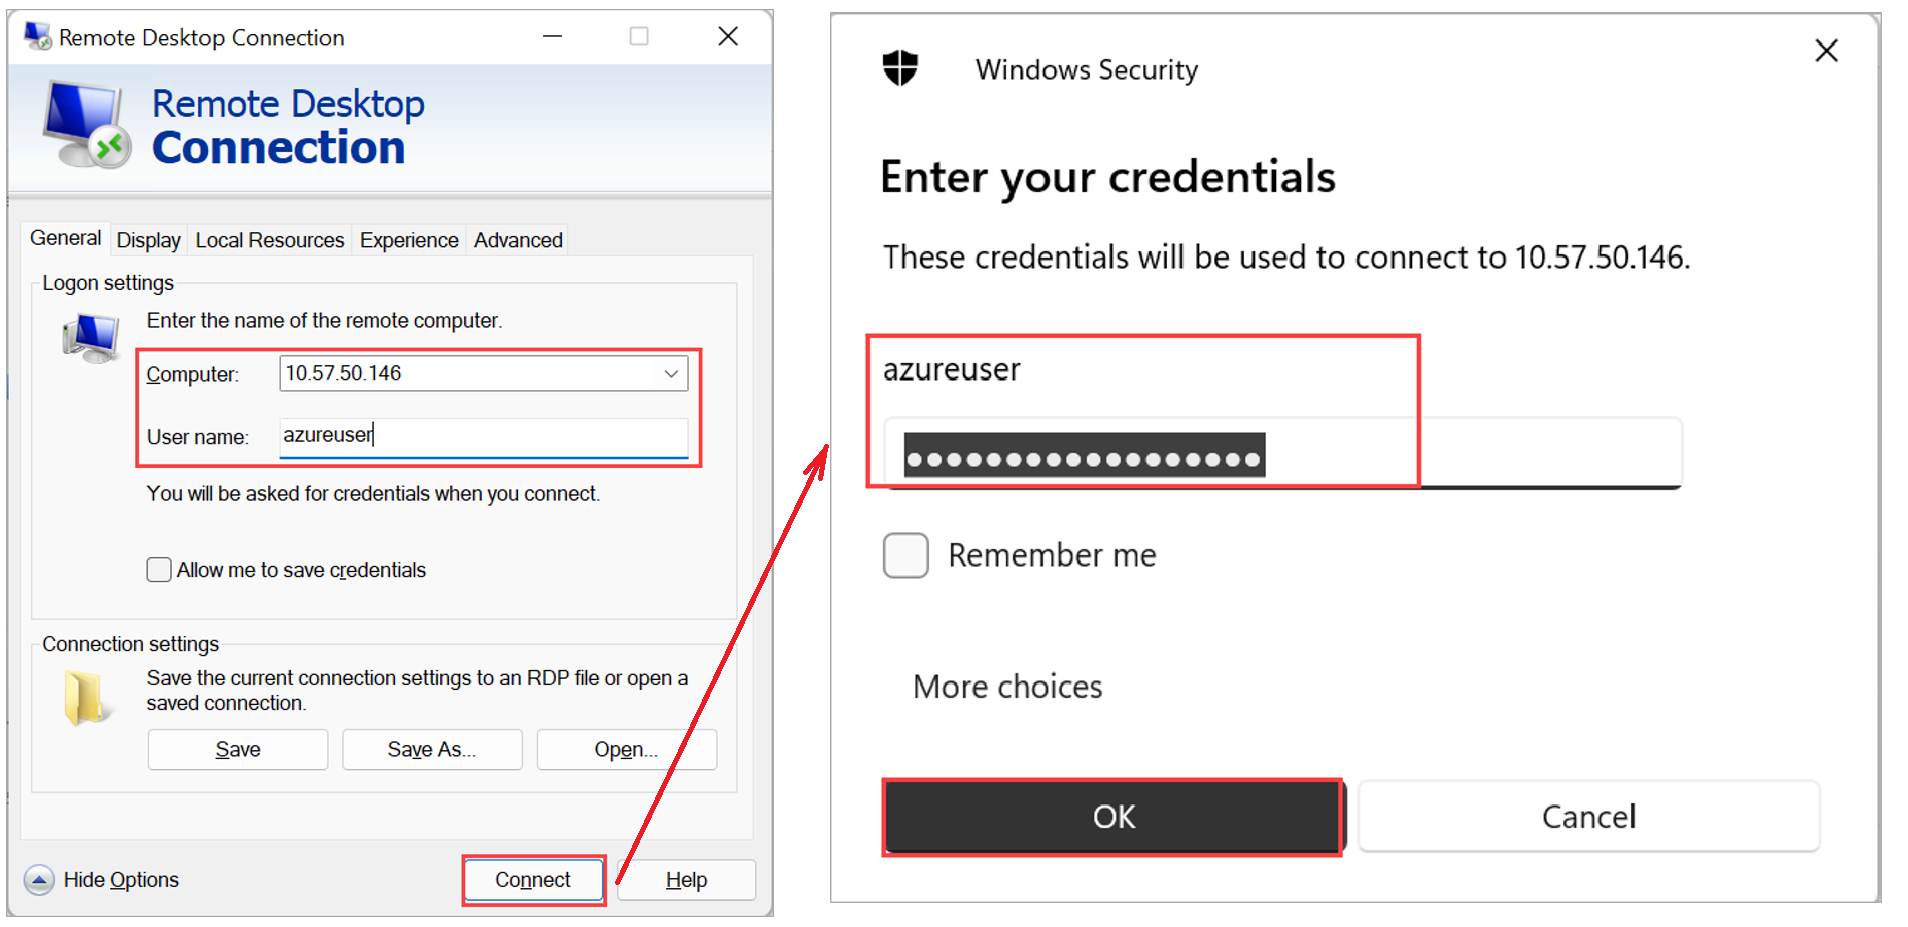 Remote Desktop Connection
Remote Desktop
Connection
General Display Local Resources Experience Advanced
Logon settings
Enter the name of the remote computer.
Computer: 10.57.50.146
User name: azureuser
You will be asked for credentials when you connect.
Allow me to save credentials
Connection settings
Save the current connection settings to an RDP file or open a
saved connection.
Save Save As... Open...
Hide Options Connect Help
Windows Security
Enter your credentials
These credentials will be used to connect to 10.57.50.146.
azureuser
Remember me
More choices
OK Cancel